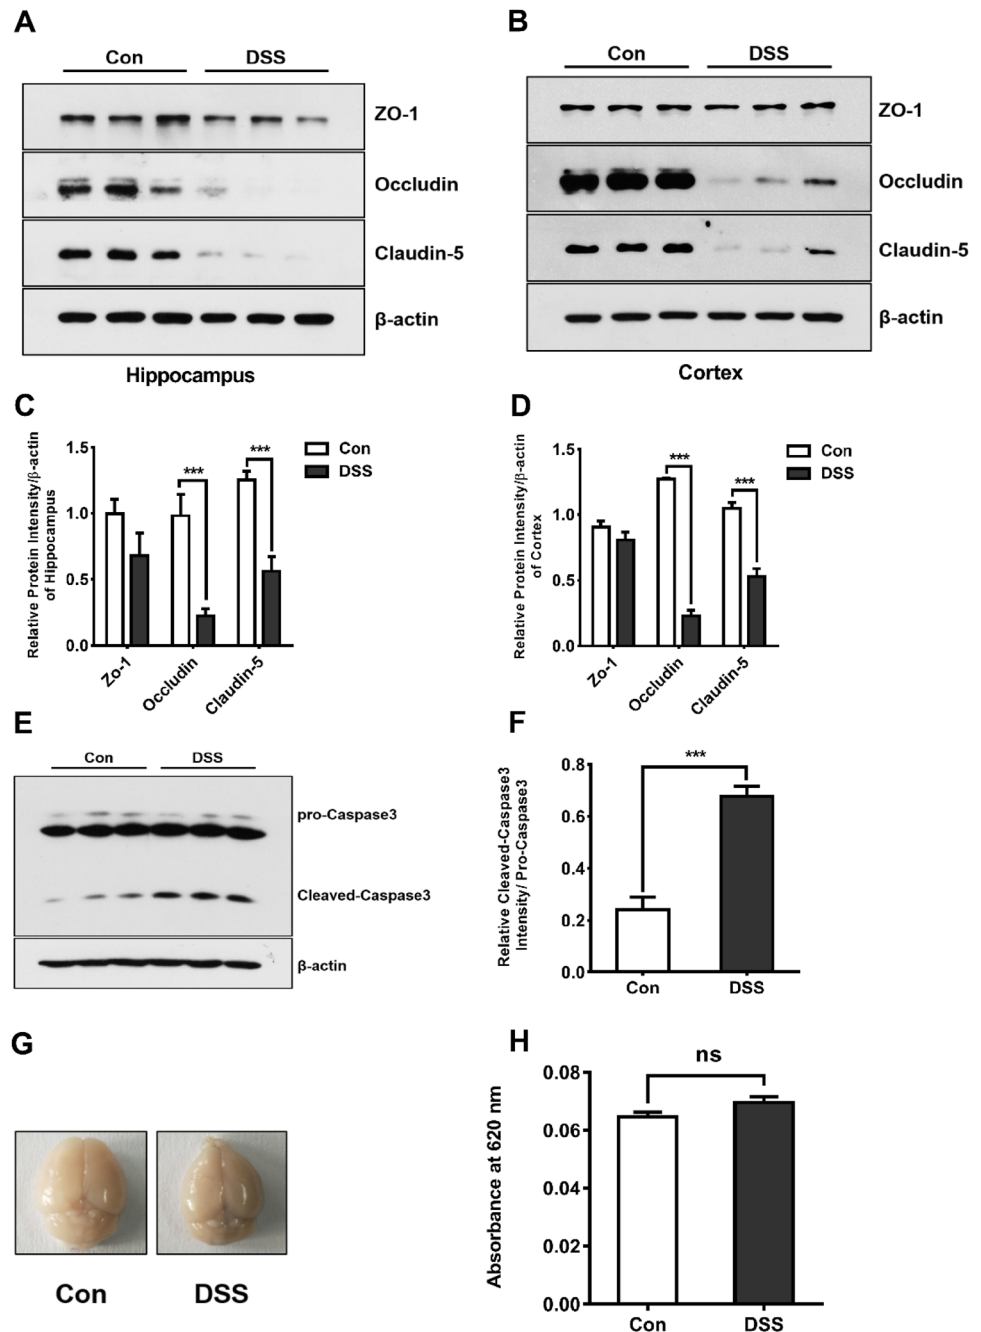 A
Con DSS
ZO-1
Occludin
Claudin-5
β-actin
Hippocampus
B
Con DSS
ZO-1
Occludin
Claudin-5
β-actin
Cortex
C
Relative Protein Intensity/β-actin
of Hippocampus
1.5
1.0
0.5
0.0
***
***
Con
DSS
Zo-1
Occludin
Claudin-5
D
Relative Protein Intensity/β-actin
of Cortex
1.5
1.0
0.5
0.0
***
***
Con
DSS
Zo-1
Occludin
Claudin-5
E
Con DSS
pro-Caspase3
Cleaved-Caspase3
β-actin
F
Relative Cleaved-Caspase3
Intensity/ Pro-Caspase3
0.8
0.6
0.4
0.2
0.0
***
Con DSS
G
Con DSS
H
Absorbance at 620 nm
0.08
0.06
0.04
0.02
0.00
ns
Con DSS